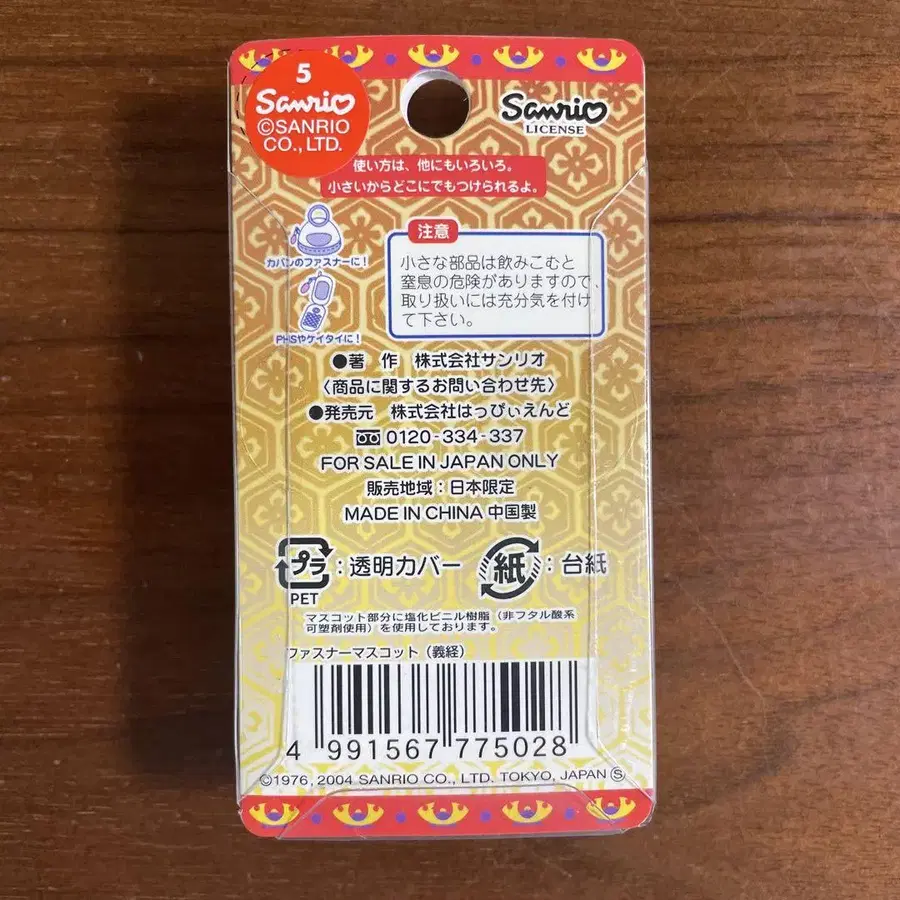 5
Sanrio
©SANRIO
CO., LTD.
Sanrio
LICENSE
使い方は、他にもいろいろ。
小さいからどこにでもつけられるよ。
カバンのファスナーに!
PHSやケイタイに!
注意
小さな部品は飲みこむと
窒息の危険がありますので、
取り扱いには充分気を付け
て下さい。
●著 作 株式会社サンリオ
〈商品に関するお問い合わせ先〉
●発売元 株式会社はっぴぃえんど
0120-334-337
FOR SALE IN JAPAN ONLY
販売地域:日本限定
MADE IN CHINA 中国製
プラ:透明カバー 紙:台紙
PET
マスコット部分に塩化ビニル樹脂(非フタル酸系
可塑剤使用)を使用しております。
ファスナーマスコット(義経)
4 991567 775028
©1976, 2004 SANRIO CO., LTD. TOKYO, JAPAN Ⓢ